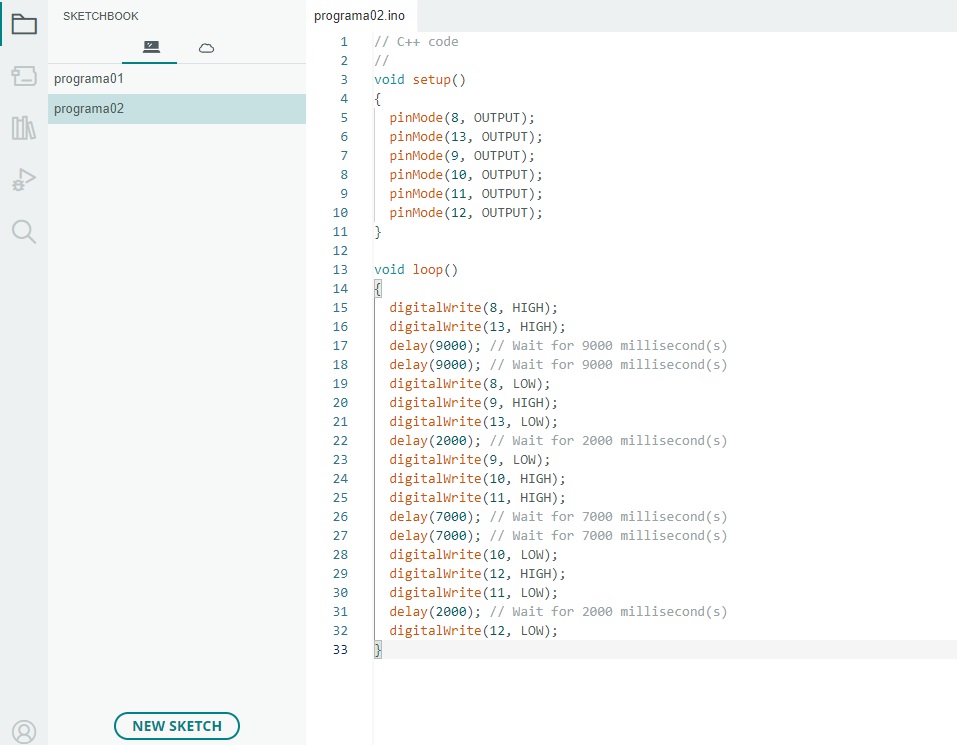 SKETCHBOOK
programa01
programa02
NEW SKETCH
programa02.ino
1 // C++ code
2 //
3 void setup()
4 {
5 pinMode(8, OUTPUT);
6 pinMode(13, OUTPUT);
7 pinMode(9, OUTPUT);
8 pinMode(10, OUTPUT);
9 pinMode(11, OUTPUT);
10 pinMode(12, OUTPUT);
11 }
12
13 void loop()
14 {
15 digitalWrite(8, HIGH);
16 digitalWrite(13, HIGH);
17 delay(9000); // Wait for 9000 millisecond(s)
18 delay(9000); // Wait for 9000 millisecond(s)
19 digitalWrite(8, LOW);
20 digitalWrite(9, HIGH);
21 digitalWrite(13, LOW);
22 delay(2000); // Wait for 2000 millisecond(s)
23 digitalWrite(9, LOW);
24 digitalWrite(10, HIGH);
25 digitalWrite(11, HIGH);
26 delay(7000); // Wait for 7000 millisecond(s)
27 delay(7000); // Wait for 7000 millisecond(s)
28 digitalWrite(10, LOW);
29 digitalWrite(12, HIGH);
30 digitalWrite(11, LOW);
31 delay(2000); // Wait for 2000 millisecond(s)
32 digitalWrite(12, LOW);
33 }